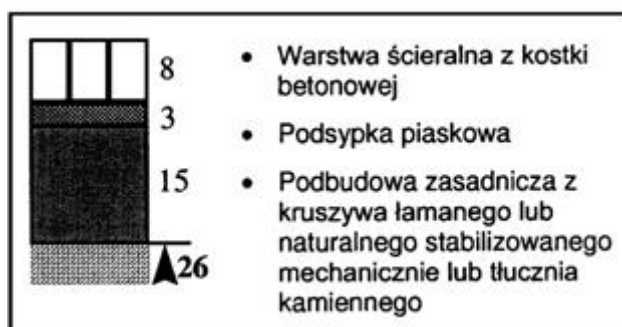 8
3
15
26
• Warstwa ścieralna z kostki
betonowej
• Podsypka piaskowa
• Podbudowa zasadnicza z
kruszywa łamanego lub
naturalnego stabilizowanego
mechanicznie lub tłucznia
kamiennego